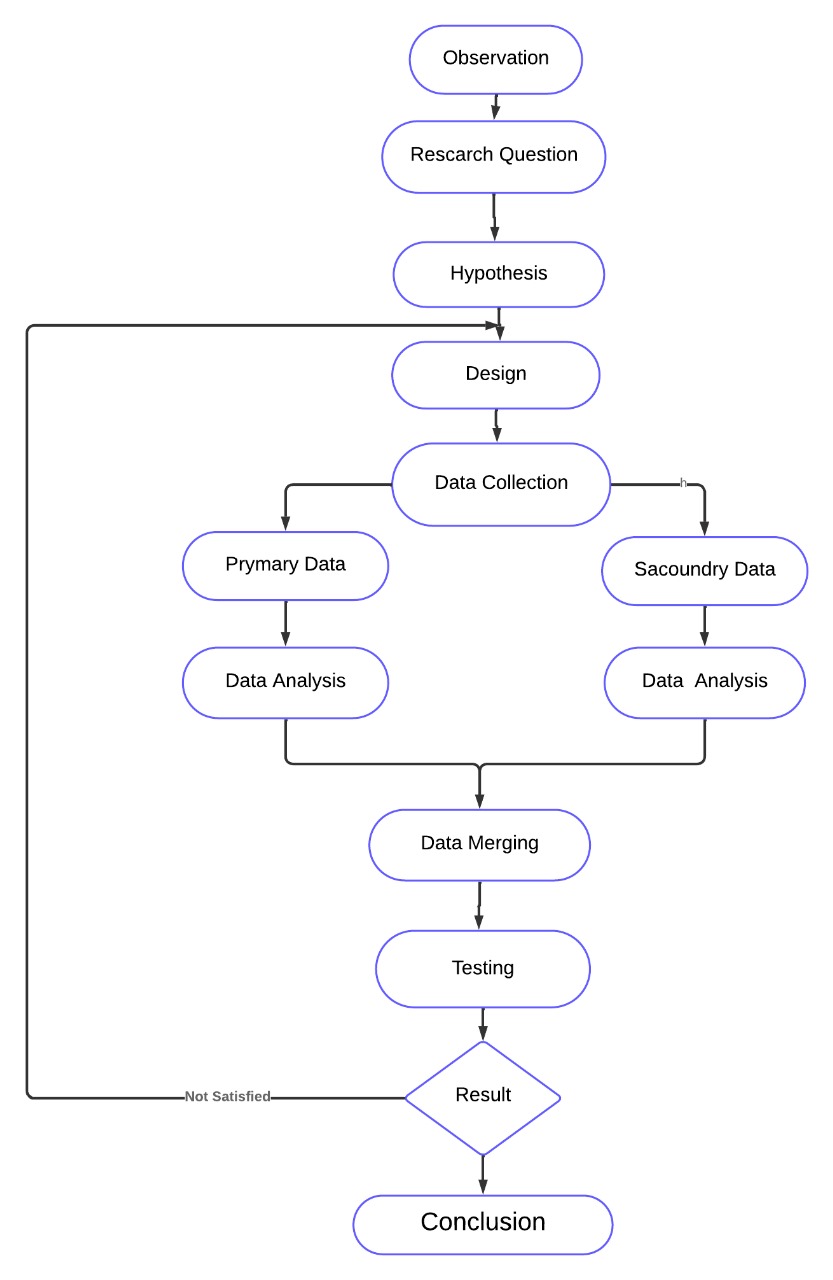 Observation
Rescarch Question
Hypothesis
Design
Data Collection
h
Prymary Data
Sacoundry Data
Data Analysis
Data  Analysis
Data Merging
Testing
Result
Not Satisfied
Conclusion